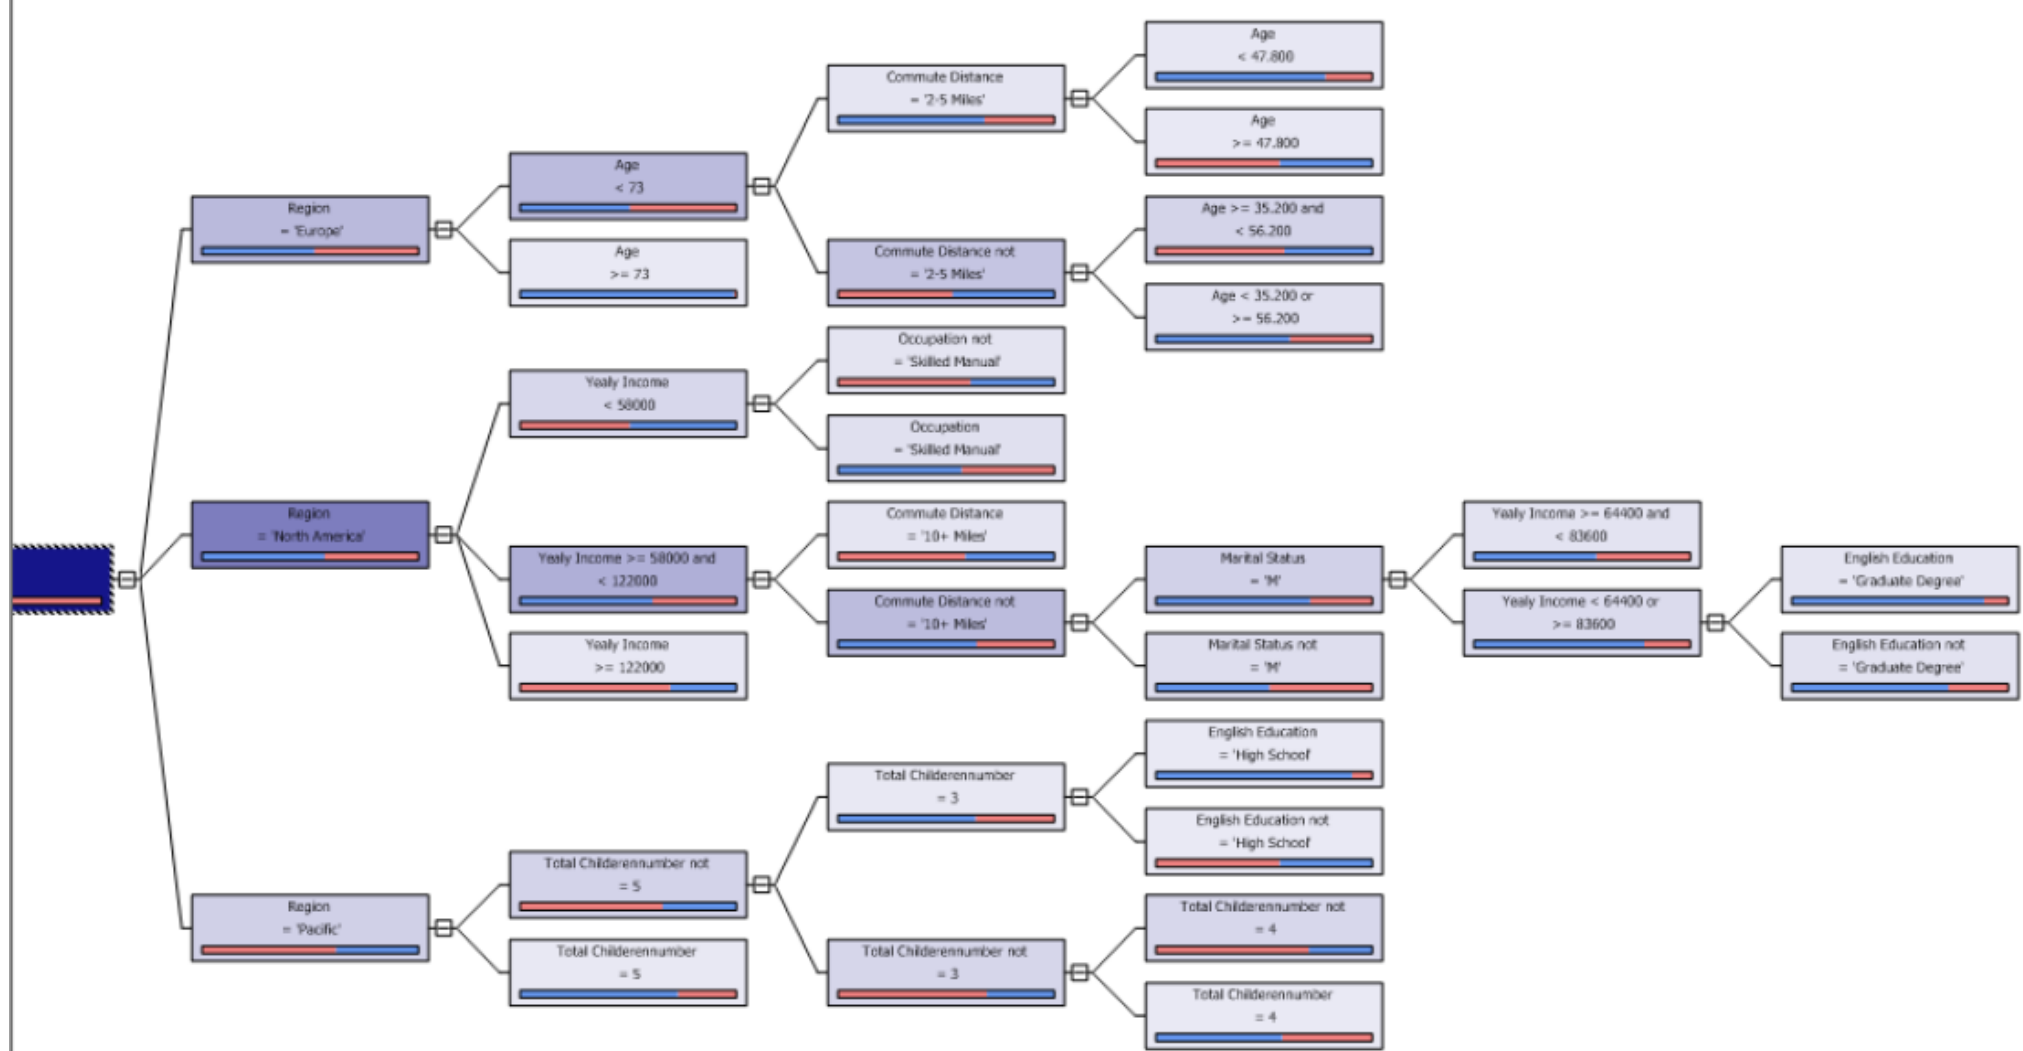 Age
< 47.800
Commute Distance
= '2-5 Miles'
Age
>= 47.800
Age
< 73
Region
= 'Europe'
Age >= 35.200 and
< 56.200
Age
>= 73
Commute Distance not
= '2-5 Miles'
Age < 35.200 or
>= 56.200
Occupation not
= 'Skilled Manual'
Yealy Income
< 58000
Occupation
= 'Skilled Manual'
Region
= 'North America'
Commute Distance
= '10+ Miles'
Yealy Income >= 64400 and
< 83600
Yealy Income >= 58000 and
< 122000
Marital Status
= 'M'
English Education
= 'Graduate Degree'
Commute Distance not
= '10+ Miles'
Yealy Income < 64400 or
>= 83600
Yealy Income
>= 122000
Marital Status not
= 'M'
English Education not
= 'Graduate Degree'
English Education
= 'High School'
Total Childerennumber
= 3
English Education not
= 'High School'
Total Childerennumber not
= 5
Region
= 'Pacific'
Total Childerennumber not
= 4
Total Childerennumber
= 5
Total Childerennumber not
= 3
Total Childerennumber
= 4